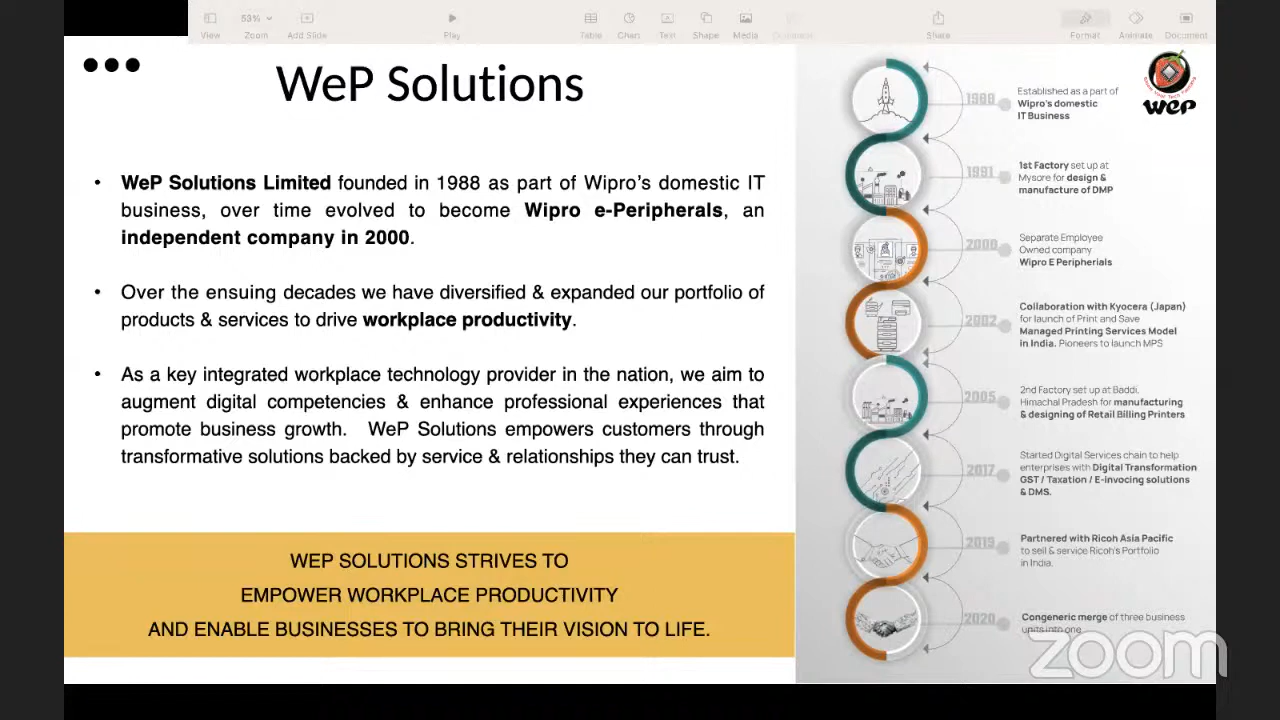 View
53%
Zoom
Add Slide
Play
Table
Chart
Text
Shape
Media
Share
Format
Animate
Document
WeP Solutions
• WeP Solutions Limited founded in 1988 as part of Wipro's domestic IT
business, over time evolved to become Wipro e-Peripherals, an
independent company in 2000.
• Over the ensuing decades we have diversified & expanded our portfolio of
products & services to drive workplace productivity.
• As a key integrated workplace technology provider in the nation, we aim to
augment digital competencies & enhance professional experiences that
promote business growth. WeP Solutions empowers customers through
transformative solutions backed by service & relationships they can trust.
WEP SOLUTIONS STRIVES TO
EMPOWER WORKPLACE PRODUCTIVITY
AND ENABLE BUSINESSES TO BRING THEIR VISION TO LIFE.
WeP
1988
Established as a part of
Wipro's domestic
IT Business
1991
1st Factory set up at
Mysore for design &
manufacture of DMP
2000
Separate Employee
Owned company
Wipro E Peripherials
2002
Collaboration with Kyocera (Japan)
for launch of Print and Save
Managed Printing Services Model
in India. Pioneers to launch MPS
2005
2nd Factory set up at Baddi,
Himachal Pradesh for manufacturing
& designing of Retail Billing Printers
2017
Started Digital Services chain to help
enterprises with Digital Transformation
GST / Taxation / E-Invocing solutions
& DMS.
2019
Partnered with Ricoh Asia Pacific
to sell & service Ricoh's Portfolio
in India.
2020
Congeneric merge of three business
units into one
zoom